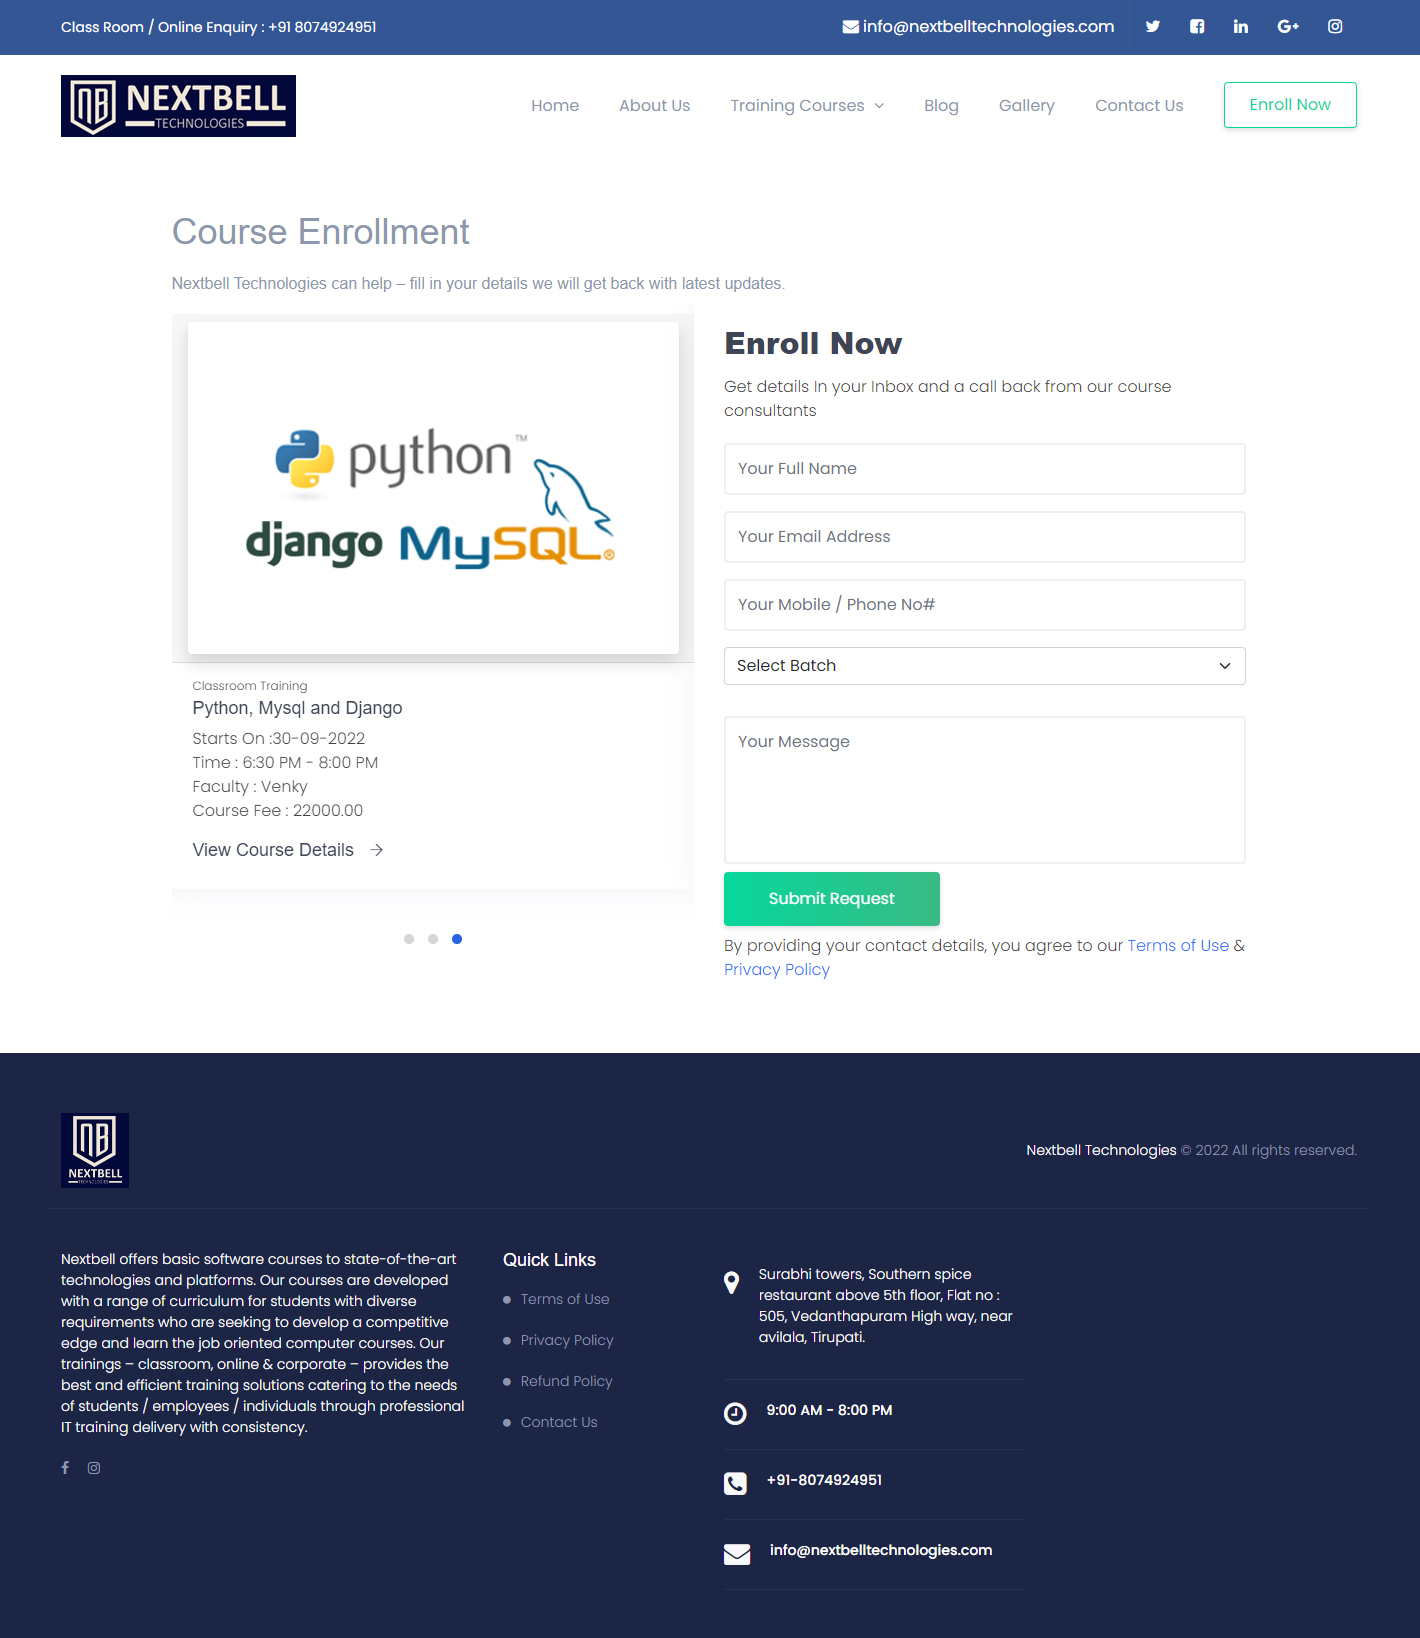 Class Room / Online Enquiry : +91 8074924951
info@nextbelltechnologies.com
NB NEXTBELL
TECHNOLOGIES
Home
About Us
Training Courses
Blog
Gallery
Contact Us
Enroll Now
Course Enrollment
Nextbell Technologies can help – fill in your details we will get back with latest updates.
python™
django MySQL®
Classroom Training
Python, Mysql and Django
Starts On :30-09-2022
Time : 6:30 PM - 8:00 PM
Faculty : Venky
Course Fee : 22000.00
View Course Details
Enroll Now
Get details In your Inbox and a call back from our course
consultants
Your Full Name
Your Email Address
Your Mobile / Phone No#
Select Batch
Your Message
Submit Request
By providing your contact details, you agree to our Terms of Use &
Privacy Policy
NB
NEXTBELL
TECHNOLOGIES
Nextbell Technologies © 2022 All rights reserved.
Nextbell offers basic software courses to state-of-the-art
technologies and platforms. Our courses are developed
with a range of curriculum for students with diverse
requirements who are seeking to develop a competitive
edge and learn the job oriented computer courses. Our
trainings – classroom, online & corporate – provides the
best and efficient training solutions catering to the needs
of students / employees / individuals through professional
IT training delivery with consistency.
Quick Links
Terms of Use
Privacy Policy
Refund Policy
Contact Us
Surabhi towers, Southern spice
restaurant above 5th floor, Flat no :
505, Vedanthapuram High way, near
avilala, Tirupati.
9:00 AM - 8:00 PM
+91-8074924951
info@nextbelltechnologies.com